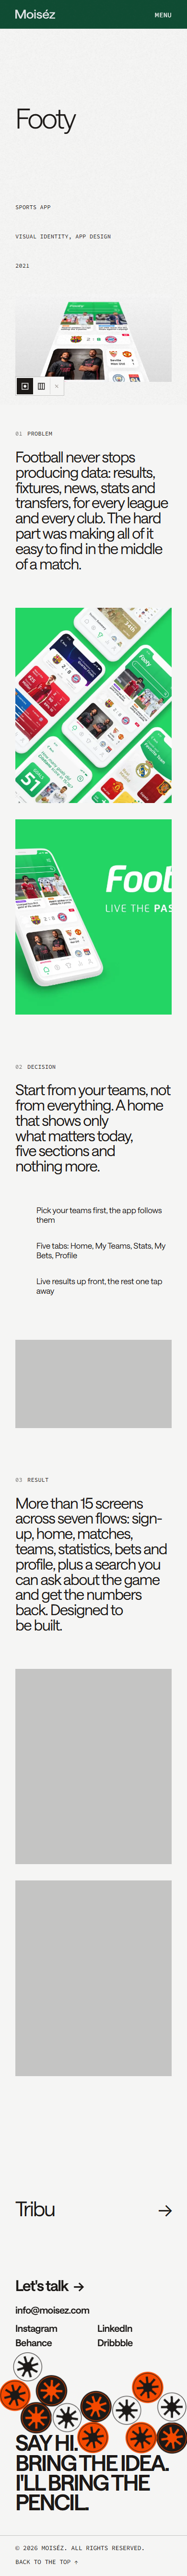 Moiséz
MENU
Footy
SPORTS APP
VISUAL IDENTITY, APP DESIGN
2021
01 PROBLEM
Football never stops
producing data: results,
fixtures, news, stats and
transfers, for every league
and every club. The hard
part was making all of it
easy to find in the middle
of a match.
Foot
LIVE THE PAS
02 DECISION
Start from your teams, not
from everything. A home
that shows only
what matters today,
five sections and
nothing more.
Pick your teams first, the app follows
them
Five tabs: Home, My Teams, Stats, My
Bets, Profile
Live results up front, the rest one tap
away
03 RESULT
More than 15 screens
across seven flows: sign-
up, home, matches,
teams, statistics, bets and
profile, plus a search you
can ask about the game
and get the numbers
back. Designed to
be built.
Tribu →
Let's talk →
info@moisez.com
Instagram
LinkedIn
Behance
Dribbble
SAY HI.
BRING THE IDEA.
I'LL BRING THE
PENCIL.
© 2026 MOISÉZ. ALL RIGHTS RESERVED.
BACK TO THE TOP ↑